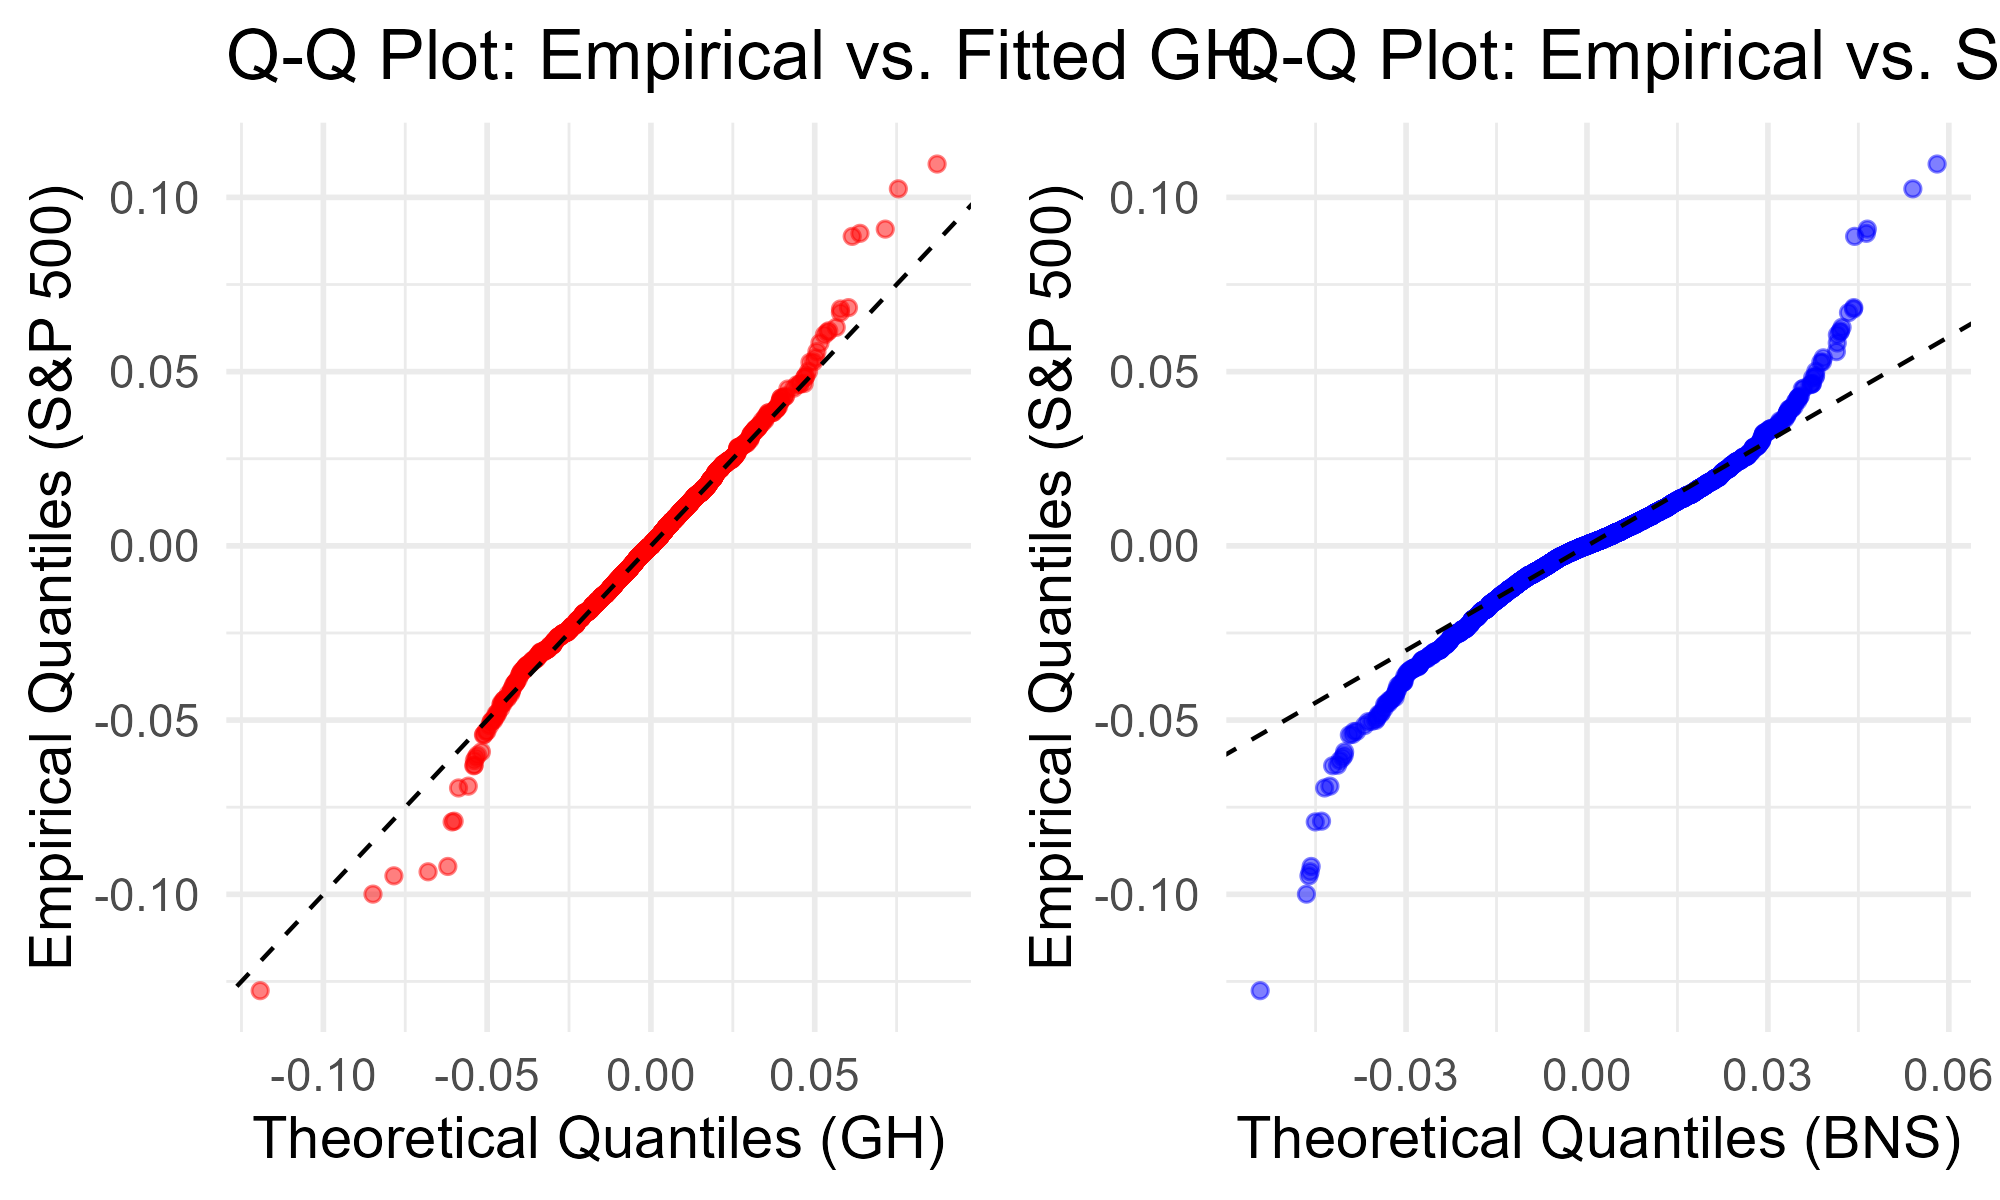 Q-Q Plot: Empirical vs. Fitted GH
Empirical Quantiles (S&P 500)
0.10
0.05
0.00
-0.05
-0.10
-0.10 -0.05 0.00 0.05
Theoretical Quantiles (GH)
Q-Q Plot: Empirical vs. S
Empirical Quantiles (S&P 500)
0.10
0.05
0.00
-0.05
-0.10
-0.03 0.00 0.03 0.06
Theoretical Quantiles (BNS)